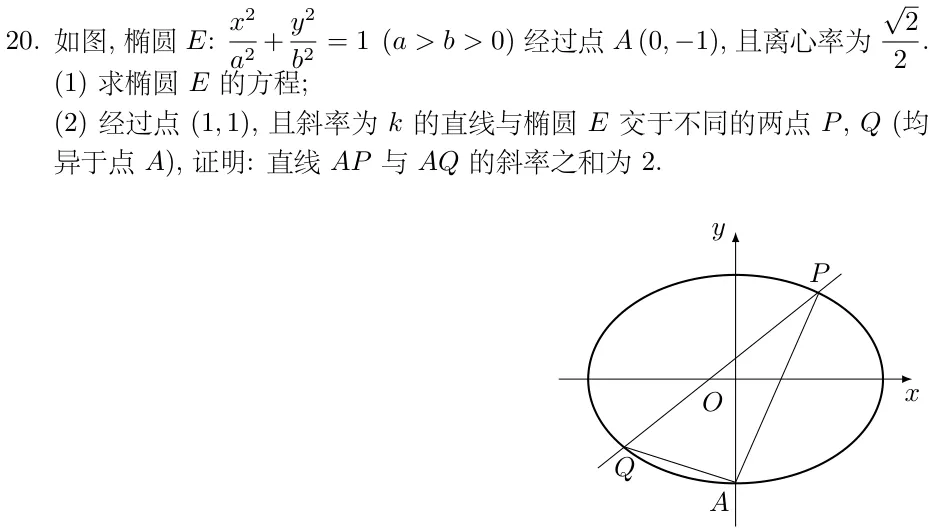 20. 如图, 椭圆 E: x²/a² + y²/b² = 1 (a > b > 0) 经过点 A (0, −1), 且离心率为 √2/2.
(1) 求椭圆 E 的方程;
(2) 经过点 (1, 1), 且斜率为 k 的直线与椭圆 E 交于不同的两点 P, Q (均
异于点 A), 证明: 直线 AP 与 AQ 的斜率之和为 2.
y
P
O
x
Q
A